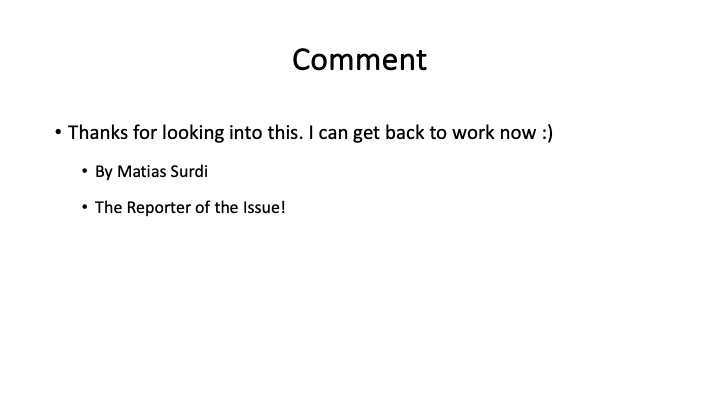 Comment
• Thanks for looking into this. I can get back to work now :)
• By Matias Surdi
• The Reporter of the Issue!